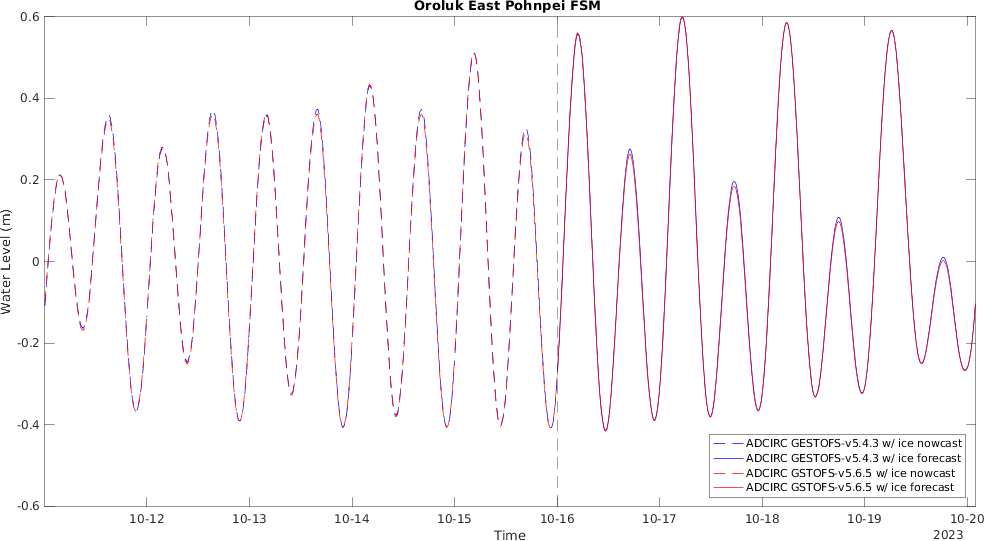 Oroluk East Pohnpei FSM
0.6
0.4
0.2
0
-0.2
-0.4
-0.6
Water Level (m)
10-12 10-13 10-14 10-15 10-16 10-17 10-18 10-19 10-20
Time
2023
ADCIRC GESTOFS-v5.4.3 w/ ice nowcast
ADCIRC GESTOFS-v5.4.3 w/ ice forecast
ADCIRC GSTOFS-v5.6.5 w/ ice nowcast
ADCIRC GSTOFS-v5.6.5 w/ ice forecast